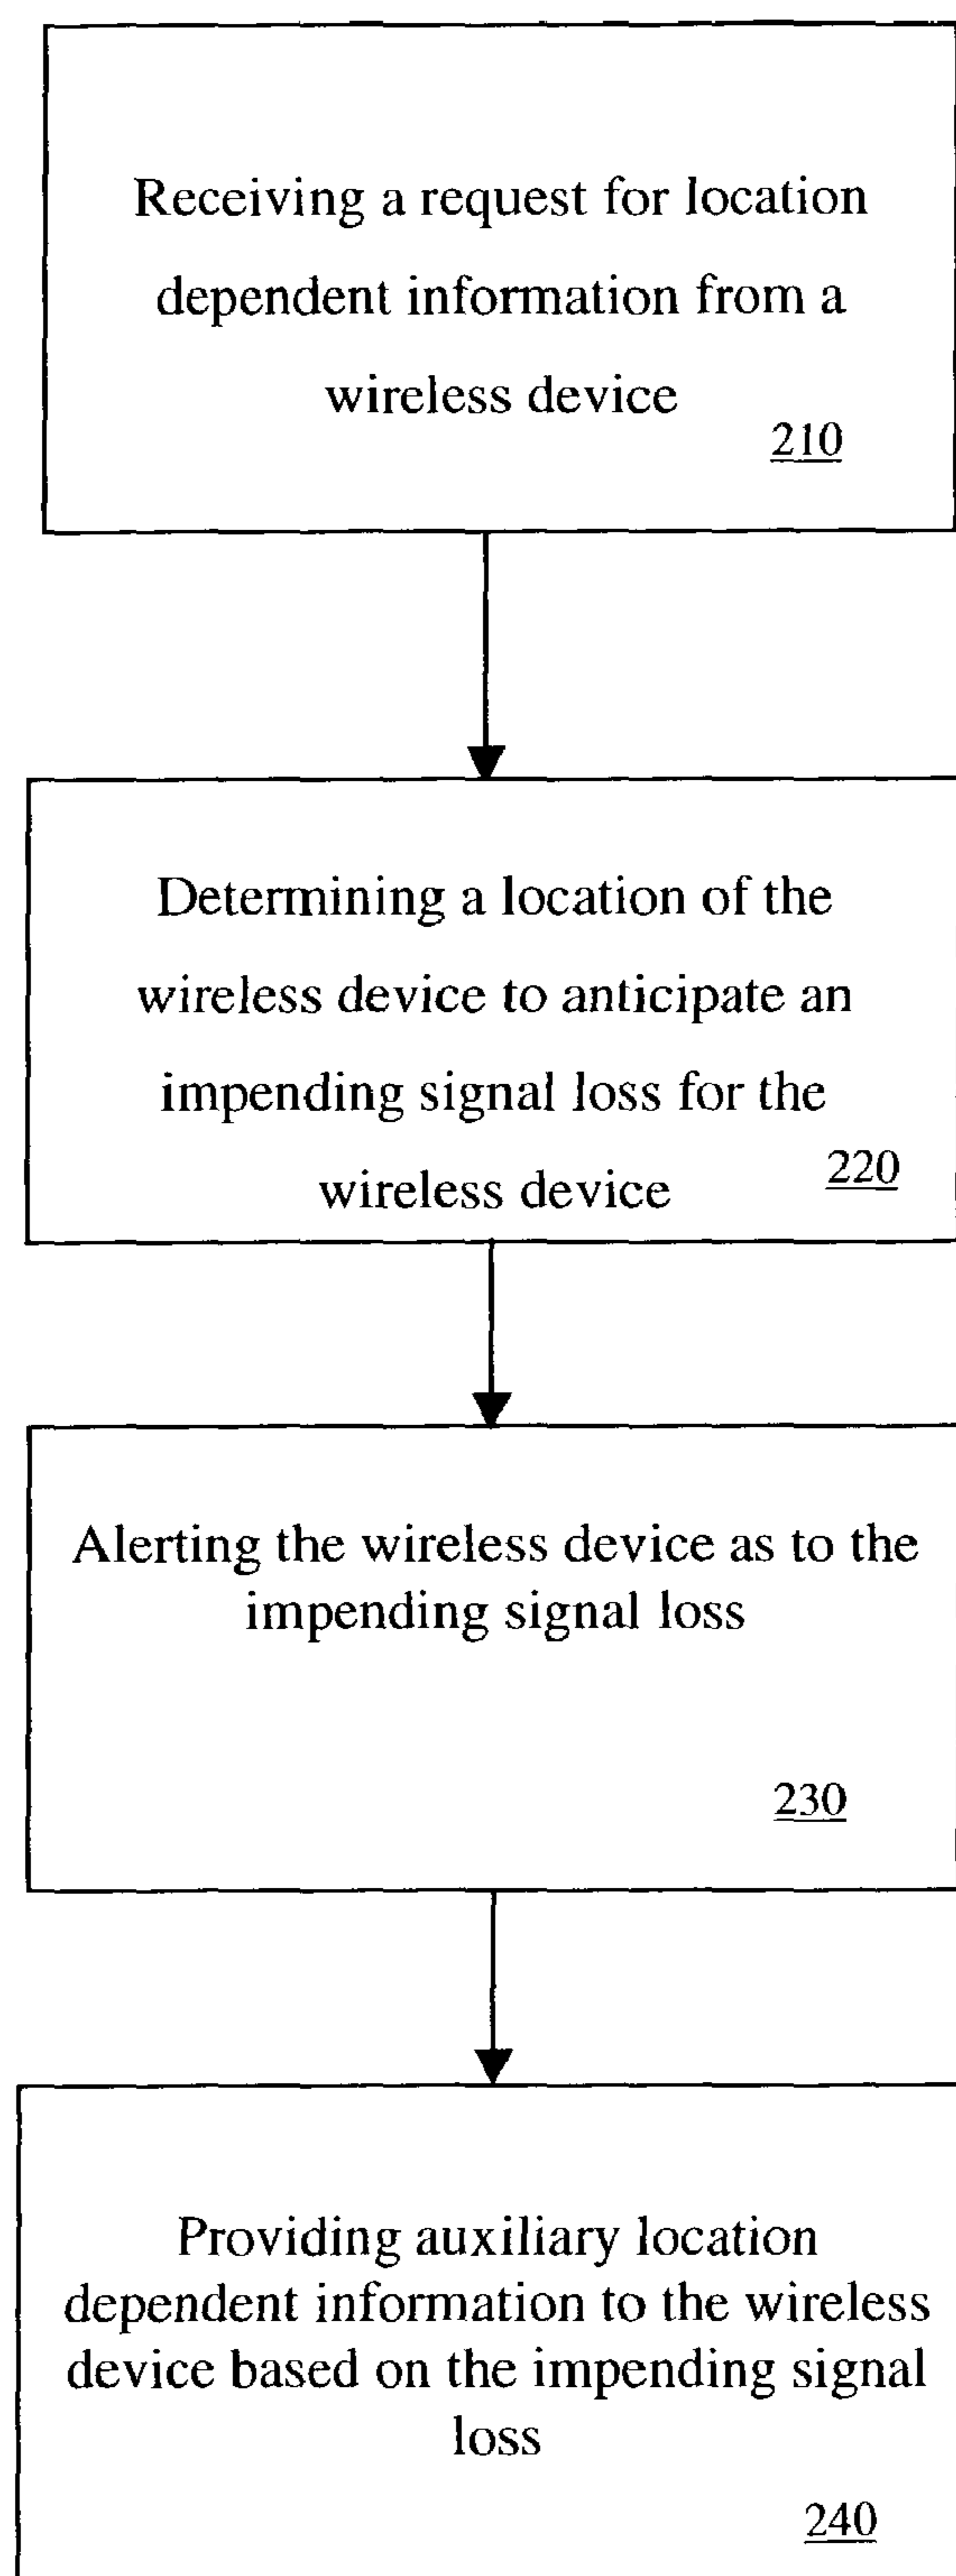 Receiving a request for location
dependent information from a
wireless device
210
Determining a location of the
wireless device to anticipate an
impending signal loss for the
wireless device
220
Alerting the wireless device as to the
impending signal loss
230
Providing auxiliary location
dependent information to the wireless
device based on the impending signal
loss
240